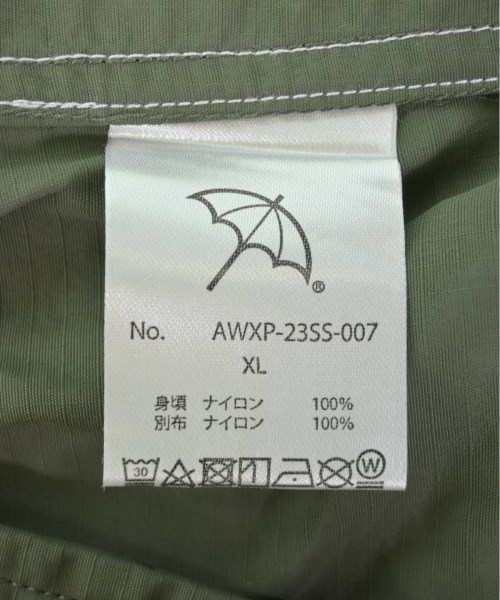 ®
No. AWXP-23SS-007
XL
身頃 ナイロン 100%
別布 ナイロン 100%
30 W